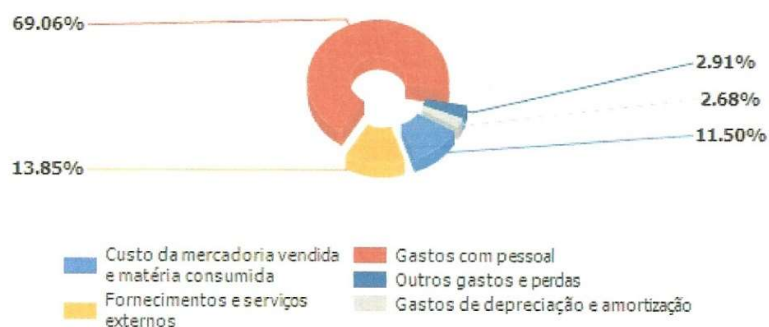 69.06%
2.91%
2.68%
11.50%
13.85%
Custo da mercadoria vendida
e matéria consumida
Fornecimentos e serviços
externos
Gastos com pessoal
Outros gastos e perdas
Gastos de depreciação e amortização